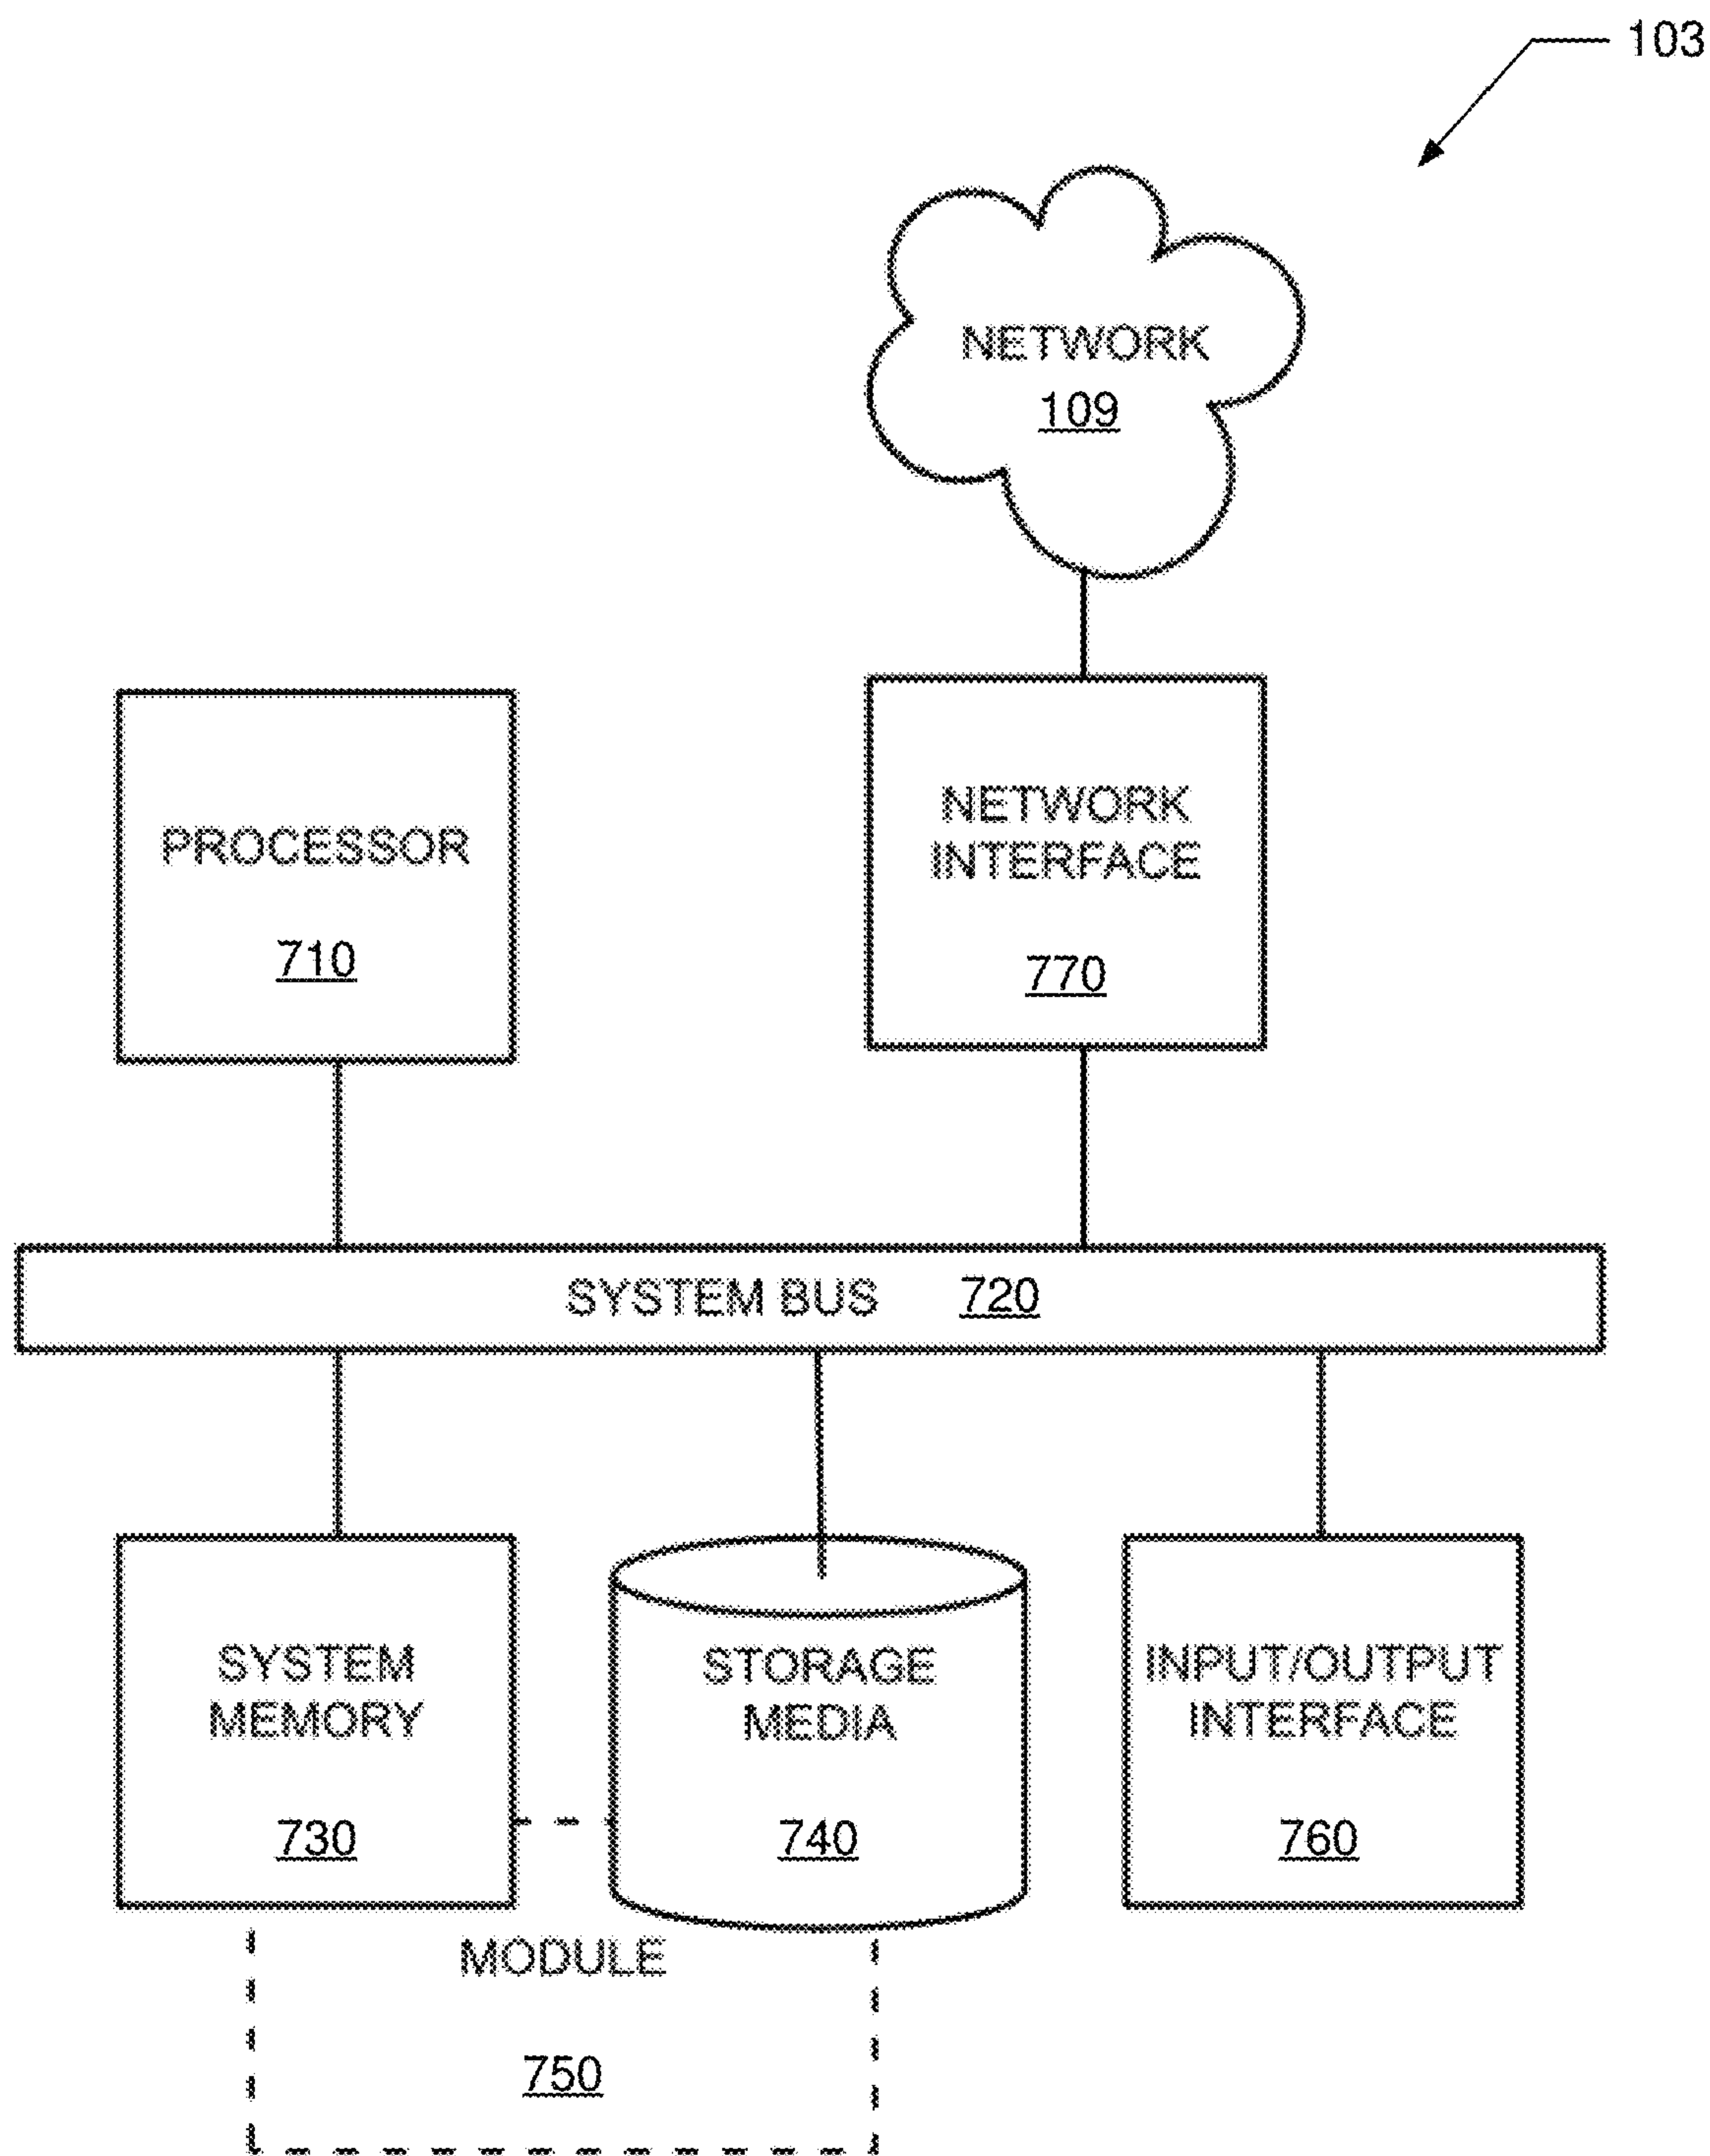 103
NETWORK
109
PROCESSOR
710
NETWORK
INTERFACE
770
SYSTEM BUS 720
SYSTEM
MEMORY
730
STORAGE
MEDIA
740
INPUT/OUTPUT
INTERFACE
760
MODULE
750